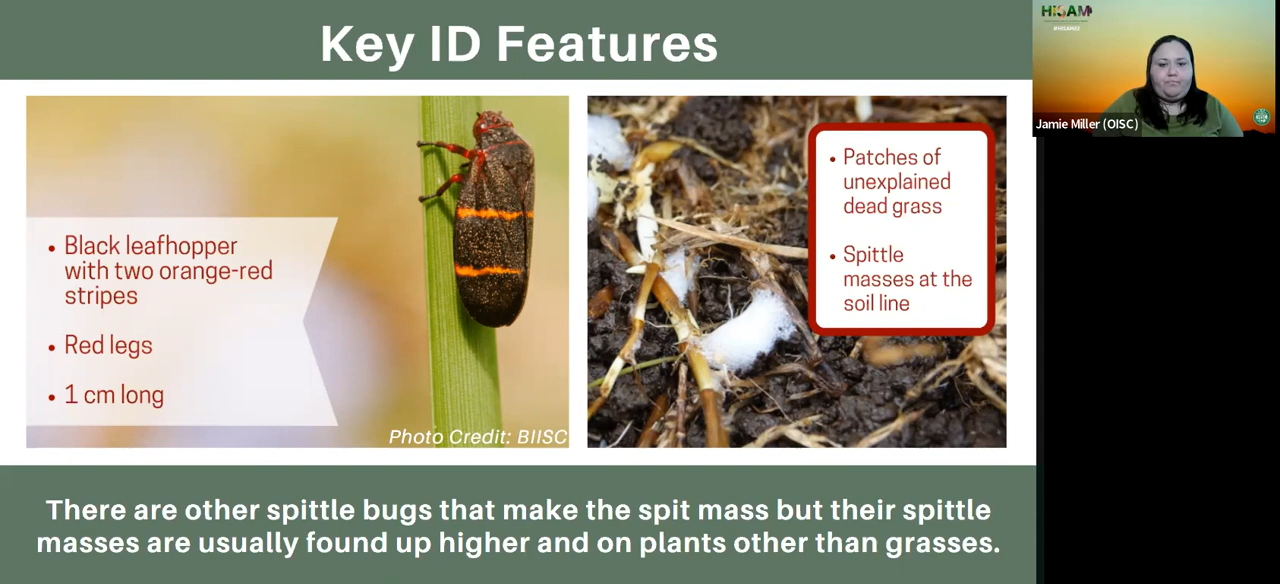 Key ID Features
• Black leafhopper
with two orange-red
stripes
• Red legs
• 1 cm long
Photo Credit: BIISC
• Patches of
unexplained
dead grass
• Spittle
masses at the
soil line
There are other spittle bugs that make the spit mass but their spittle
masses are usually found up higher and on plants other than grasses.
HISAM
#HISAM22
Jamie Miller (OISC)